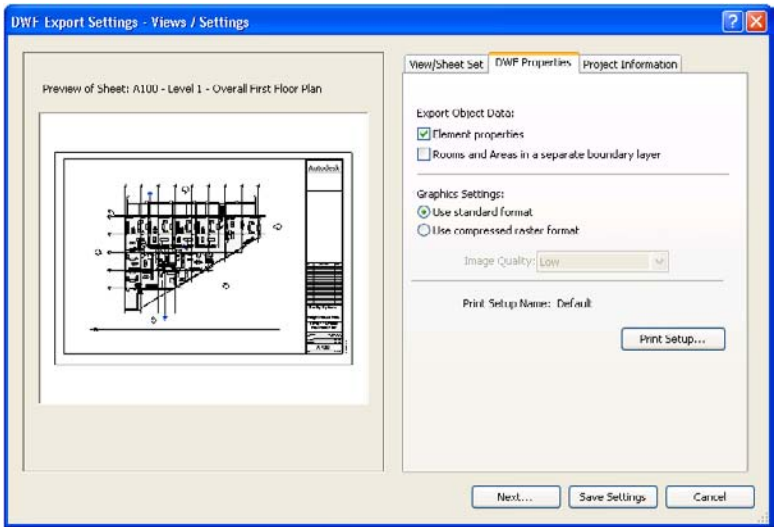 DWF Export Settings - Views / Settings
Preview of Sheet: A100 - Level 1 - Overall First Floor Plan
Autodesk
View/Sheet Set
DWF Properties
Project Information
Export Object Data:
Element properties
Rooms and Areas in a separate boundary layer
Graphics Settings:
Use standard format
Use compressed raster format
Image Quality: Low
Print Setup Name: Default
Print Setup...
Next...
Save Settings
Cancel